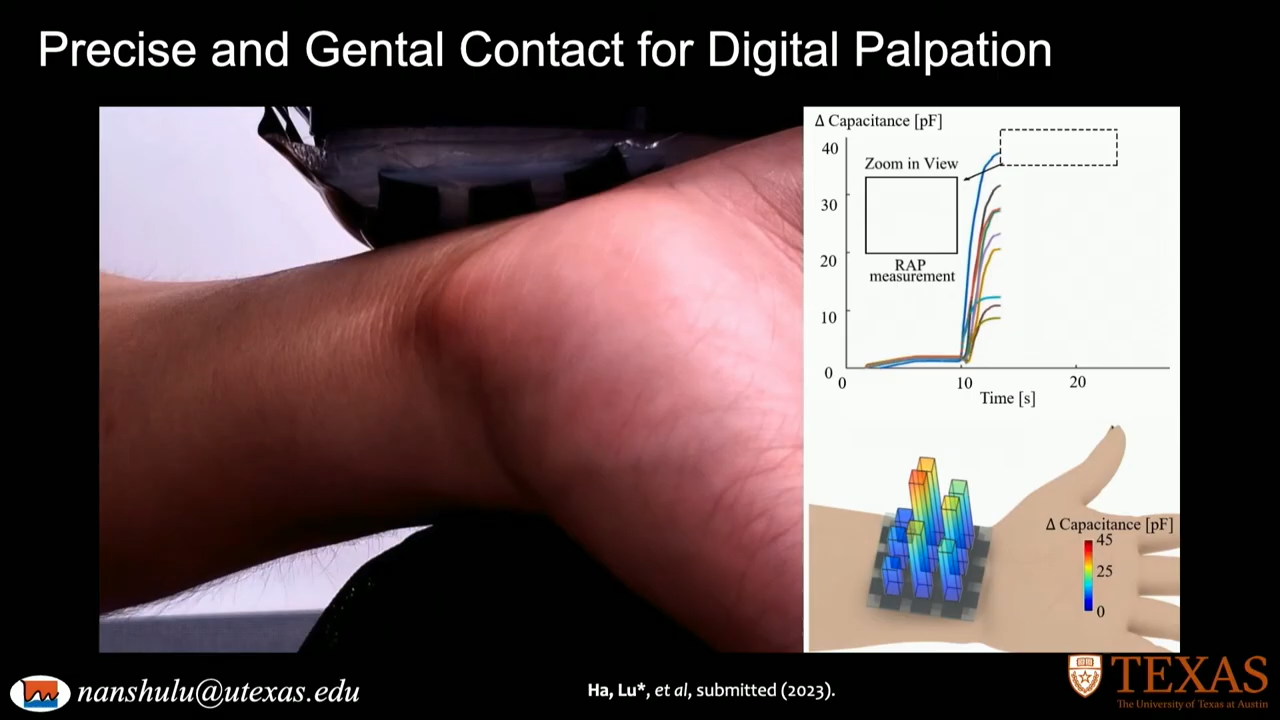 Precise and Gental Contact for Digital Palpation
Δ Capacitance [pF]
40
30
20
10
0
Zoom in View
RAP
measurement
0
10
20
Time [s]
Δ Capacitance [pF]
45
25
0
nanshulu@utexas.edu
Ha, Lu*, et al, submitted (2023).
TEXAS
The University of Texas at Austin